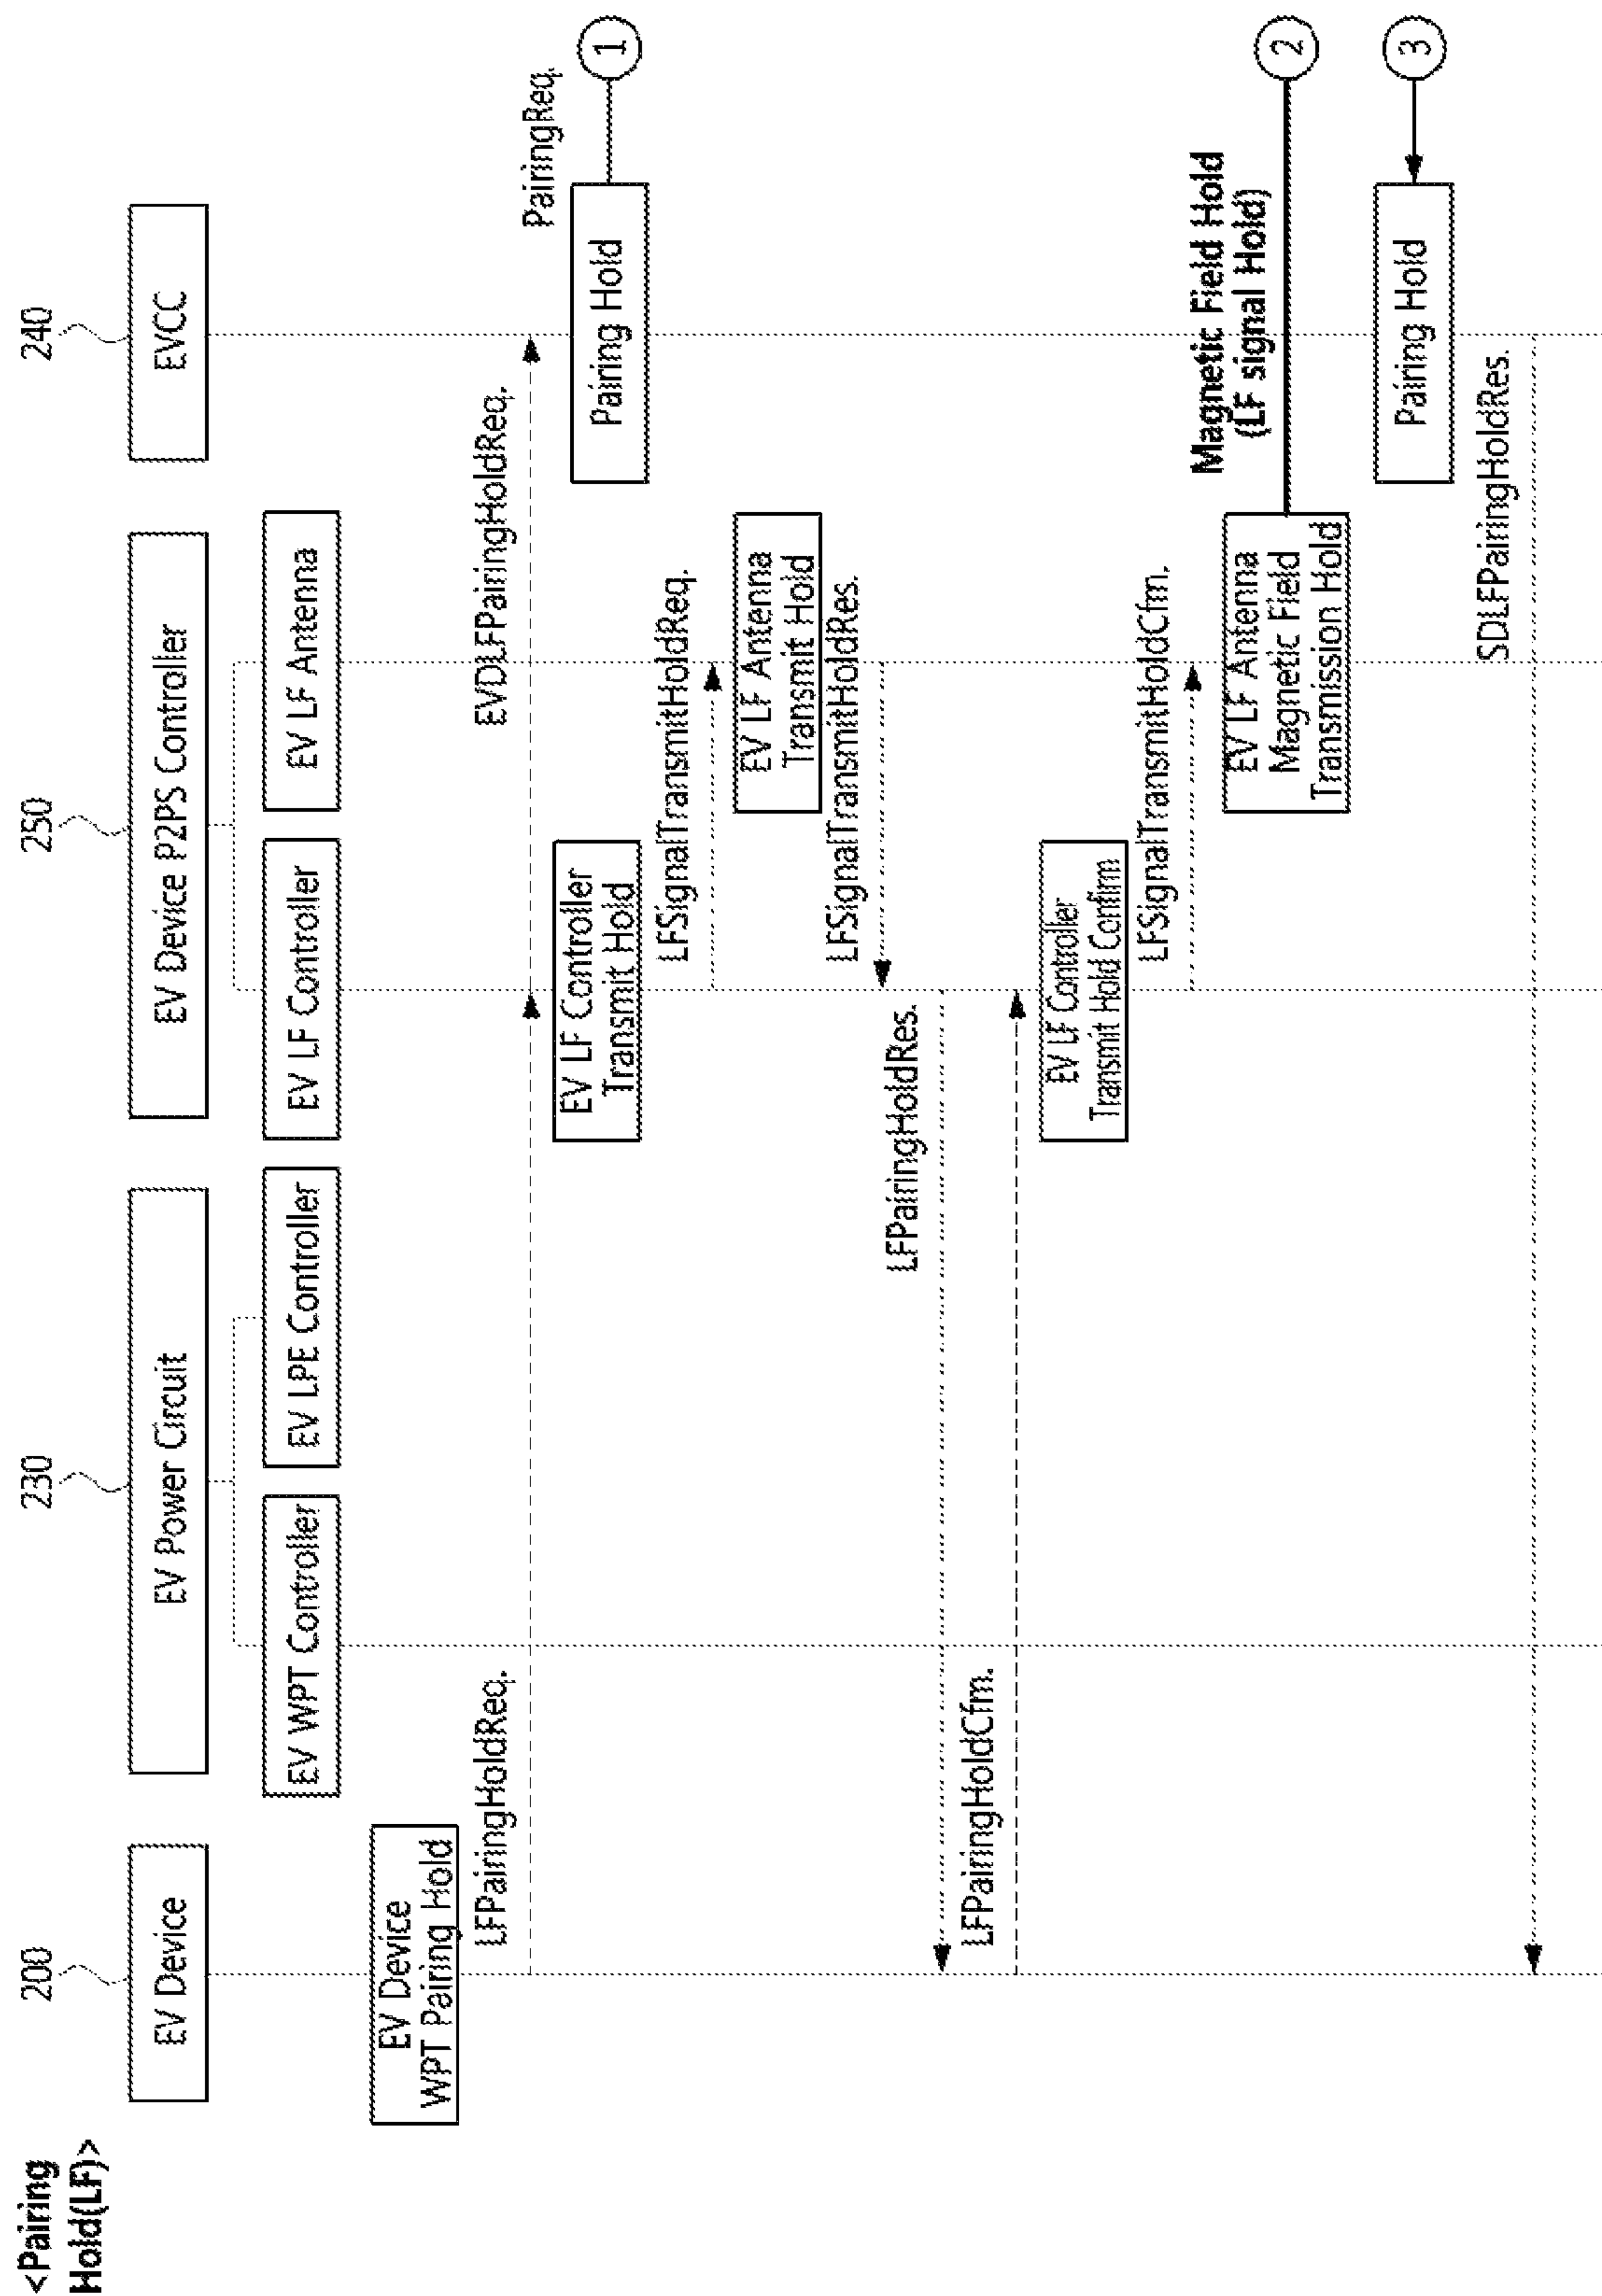 <Pairing
Hold(LF)>
200
230
250
240
EV Device
EV Power Circuit
EV Device P2PS Controller
EVCC
EV WPT Controller
EV LPE Controller
EV LF Controller
EV LF Antenna
EV Device
WPT Pairing Hold
LFPairingHoldReq.
EVDLFPairingHoldReq.
PairingReq.
EV LF Controller
Transmit Hold
Pairing Hold
1
LFSignalTransmitHoldReq.
EV LF Antenna
Transmit Hold
LFSignalTransmitHoldRes.
LFPairingHoldRes.
LFPairingHoldCfm.
EV LF Controller
Transmit Hold Confirm
LFSignalTransmitHoldCfm.
Magnetic Field Hold
(LF signal Hold)
EV LF Antenna
Magnetic Field
Transmission Hold
2
Pairing Hold
3
SDLFPairingHoldRes.